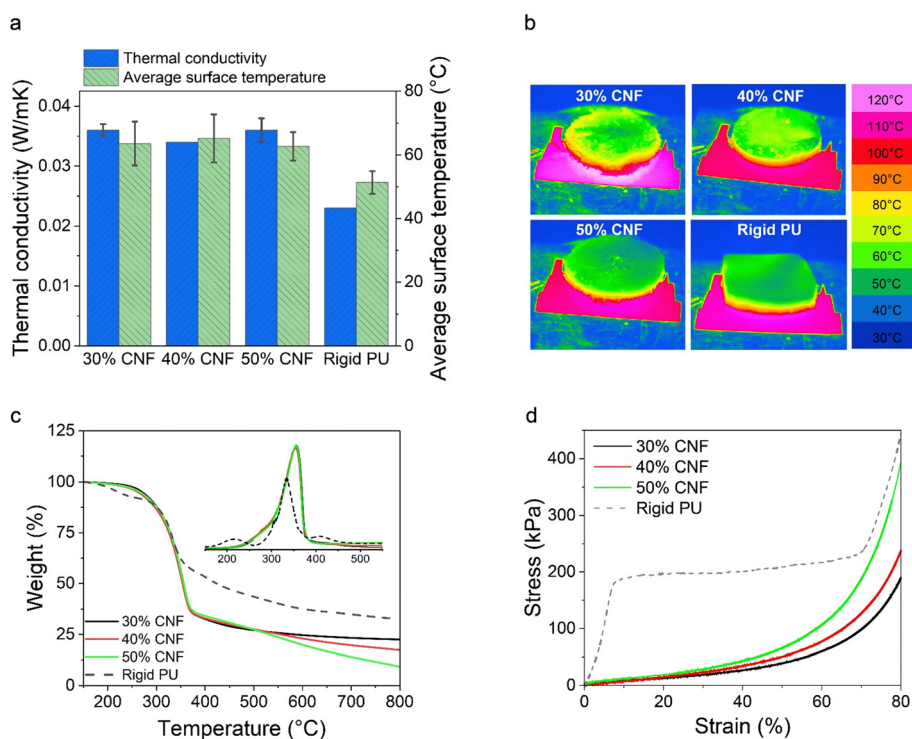 a
Thermal conductivity
Average surface temperature
Thermal conductivity (W/mK)
0.04
0.03
0.02
0.01
0.00
80
60
40
20
0
Average surface temperature (°C)
30% CNF 40% CNF 50% CNF Rigid PU
b
30% CNF
40% CNF
50% CNF
Rigid PU
120°C
110°C
100°C
90°C
80°C
70°C
60°C
50°C
40°C
30°C
c
Weight (%)
125
100
75
50
25
0
200 300 400 500
30% CNF
40% CNF
50% CNF
Rigid PU
200 300 400 500 600 700 800
Temperature (°C)
d
Stress (kPa)
400
300
200
100
0
30% CNF
40% CNF
50% CNF
Rigid PU
0 20 40 60 80
Strain (%)